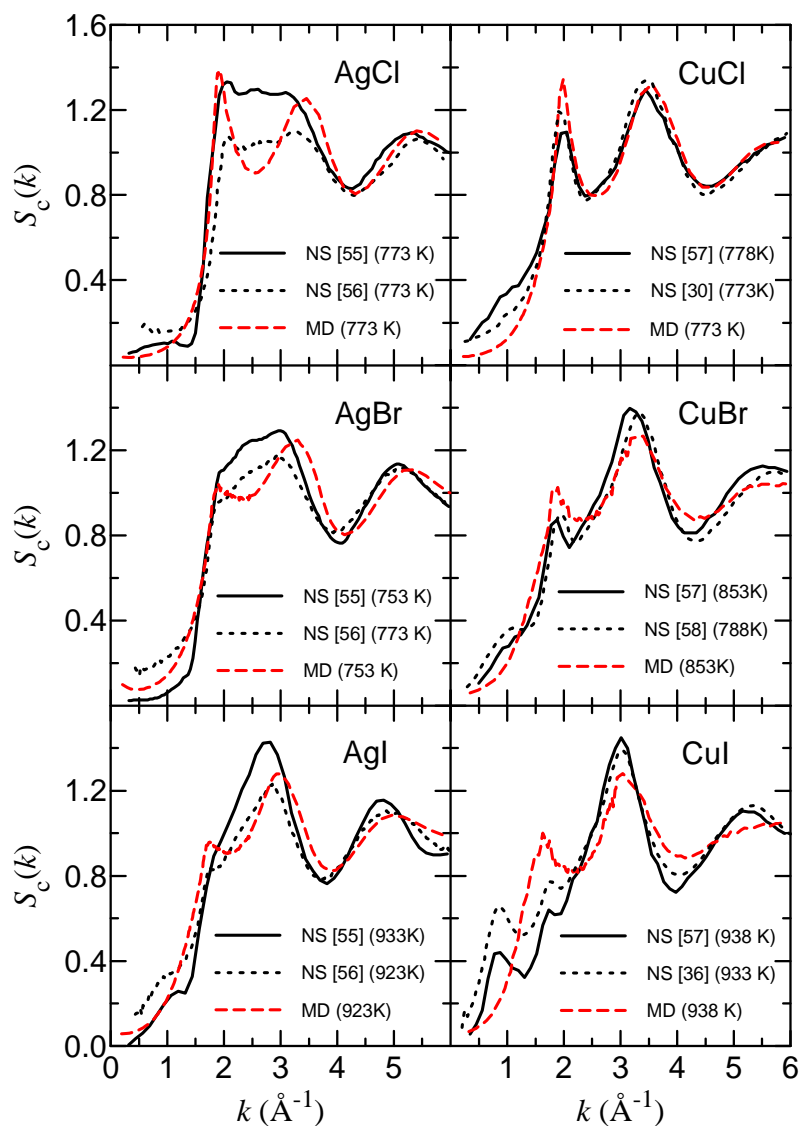 1.6
1.2
0.8
0.4
S_c(k)
AgCl
NS [55] (773 K)
NS [56] (773 K)
MD (773 K)
CuCl
NS [57] (778K)
NS [30] (773K)
MD (773 K)
1.2
0.8
0.4
S_c(k)
AgBr
NS [55] (753 K)
NS [56] (773 K)
MD (753 K)
CuBr
NS [57] (853K)
NS [58] (788K)
MD (853K)
1.2
0.8
0.4
0.0
S_c(k)
AgI
NS [55] (933K)
NS [56] (923K)
MD (923K)
CuI
NS [57] (938 K)
NS [36] (933 K)
MD (938 K)
0 1 2 3 4 5 1 2 3 4 5 6
k (Å⁻¹) k (Å⁻¹)